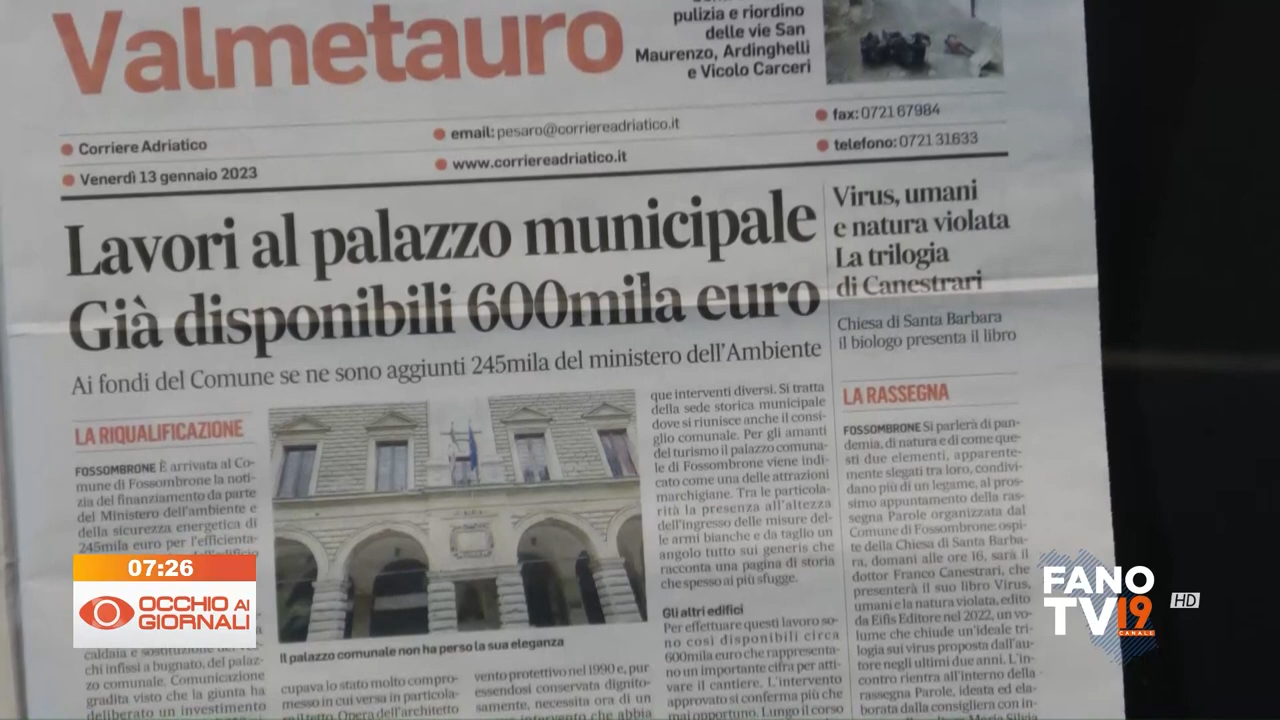 Valmetauro
pulizia e riordino
delle vie San
Maurenzo, Ardinghelli
e Vicolo Carceri
Corriere Adriatico
Venerdì 13 gennaio 2023
email: pesaro@corriereadriatico.it
www.corriereadriatico.it
fax: 0721 67984
telefono: 0721 31633
Lavori al palazzo municipale
Già disponibili 600mila euro
Ai fondi del Comune se ne sono aggiunti 245mila del ministero dell'Ambiente
LA RIQUALIFICAZIONE
FOSSOMBRONE È arrivata al Co-
mune di Fossombrone la noti-
zia del finanziamento da parte
del Ministero dell'ambiente e
della sicurezza energetica di
245mila euro per l'efficienta-
caldaia e sostituzione
chi infissi a bugnato, del palaz-
zo comunale. Comunicazione
gradita visto che la giunta ha
deliberato un investimento
Il palazzo comunale non ha perso la sua eleganza
cupava lo stato molto compro-
messo in cui versa in particola-
re il tetto. Opera dell'architetto
vento protettivo nel 1990 e, pur
essendosi conservata dignito-
samente, necessita ora di un
intervento che abbia
que interventi diversi. Si tratta
della sede storica municipale
dove si riunisce anche il consi-
glio comunale. Per gli amanti
del turismo il palazzo comuna-
le di Fossombrone viene indi-
cato come una delle attrazioni
marchigiane. Tra le particola-
rità la presenza all'altezza
dell'ingresso delle misure del-
le armi bianche e da taglio un
angolo tutto sui generis che
racconta una pagina di storia
che spesso ai più sfugge.
Gli altri edifici
Per effettuare questi lavoro so-
no così disponibili circa
600mila euro che rappresenta-
no un importante cifra per atti-
vare il cantiere. L'intervento
approvato si conferma più che
mai opportuno. Lungo il corso
Virus, umani
e natura violata
La trilogia
di Canestrari
Chiesa di Santa Barbara
il biologo presenta il libro
LA RASSEGNA
FOSSOMBRONE Si parlerà di pan-
demia, di natura e di come que-
sti due elementi, apparente-
mente slegati tra loro, condivi-
dano più di un legame, al pros-
simo appuntamento della ras-
segna Parole organizzata dal
Comune di Fossombrone: ospi-
te della Chiesa di Santa Barba-
ra, domani alle ore 16, sarà il
dottor Franco Canestrari, che
presenterà il suo libro Virus,
umani e la natura violata, edito
da Eifis Editore nel 2022, un vo-
lume che chiude un'ideale tri-
logia sui virus proposta dall'au-
tore negli ultimi due anni. L'in-
contro rientra all'interno della
rassegna Parole, ideata ed ela-
borata dalla consigliera con in-
07:26
OCCHIO AI
GIORNALI
FANO
TV19
CANALE
HD